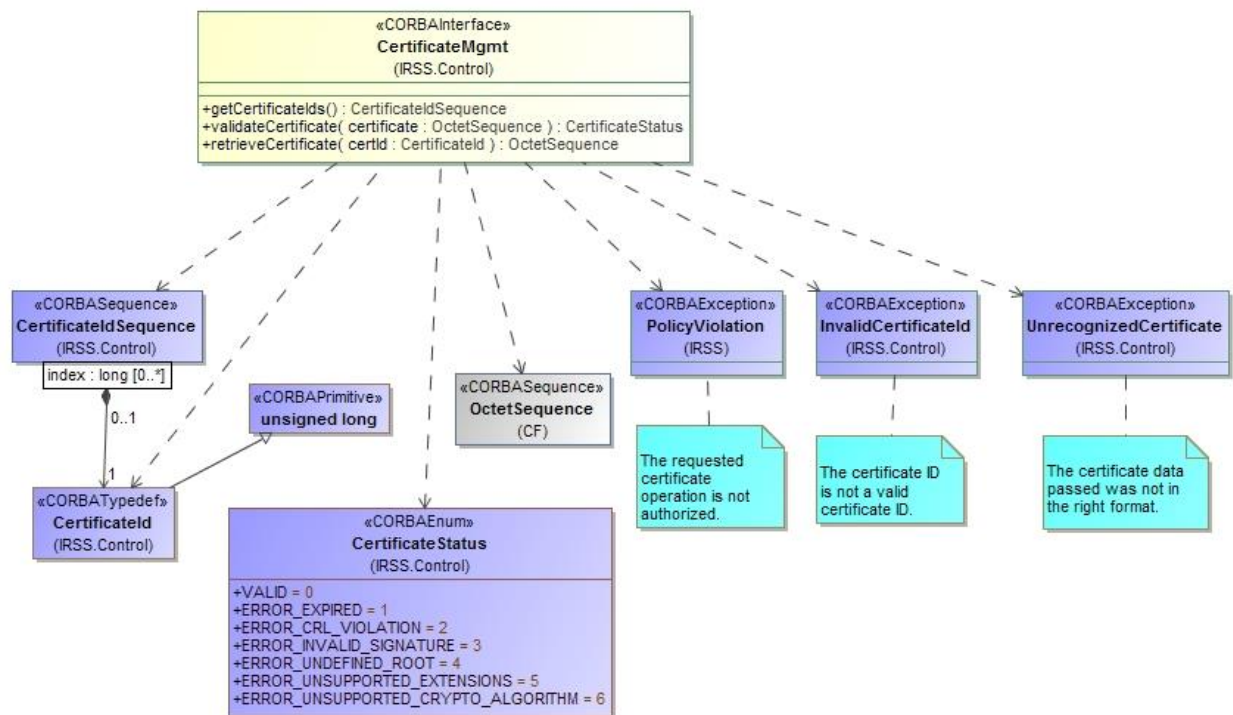 «CORBAInterface»
CertificateMgmt
(IRSS.Control)
+getCertificateIds() : CertificateIdSequence
+validateCertificate( certificate : OctetSequence ) : CertificateStatus
+retrieveCertificate( certId : CertificateId ) : OctetSequence
«CORBASequence»
CertificateIdSequence
(IRSS.Control)
index : long [0..*]
0..1
1
«CORBATypedef»
CertificateId
(IRSS.Control)
«CORBAPrimitive»
unsigned long
«CORBASequence»
OctetSequence
(CF)
«CORBAEnum»
CertificateStatus
(IRSS.Control)
+VALID = 0
+ERROR_EXPIRED = 1
+ERROR_CRL_VIOLATION = 2
+ERROR_INVALID_SIGNATURE = 3
+ERROR_UNDEFINED_ROOT = 4
+ERROR_UNSUPPORTED_EXTENSIONS = 5
+ERROR_UNSUPPORTED_CRYPTO_ALGORITHM = 6
«CORBAException»
PolicyViolation
(IRSS)
The requested
certificate
operation is not
authorized.
«CORBAException»
InvalidCertificateId
(IRSS.Control)
The certificate ID
is not a valid
certificate ID.
«CORBAException»
UnrecognizedCertificate
(IRSS.Control)
The certificate data
passed was not in
the right format.